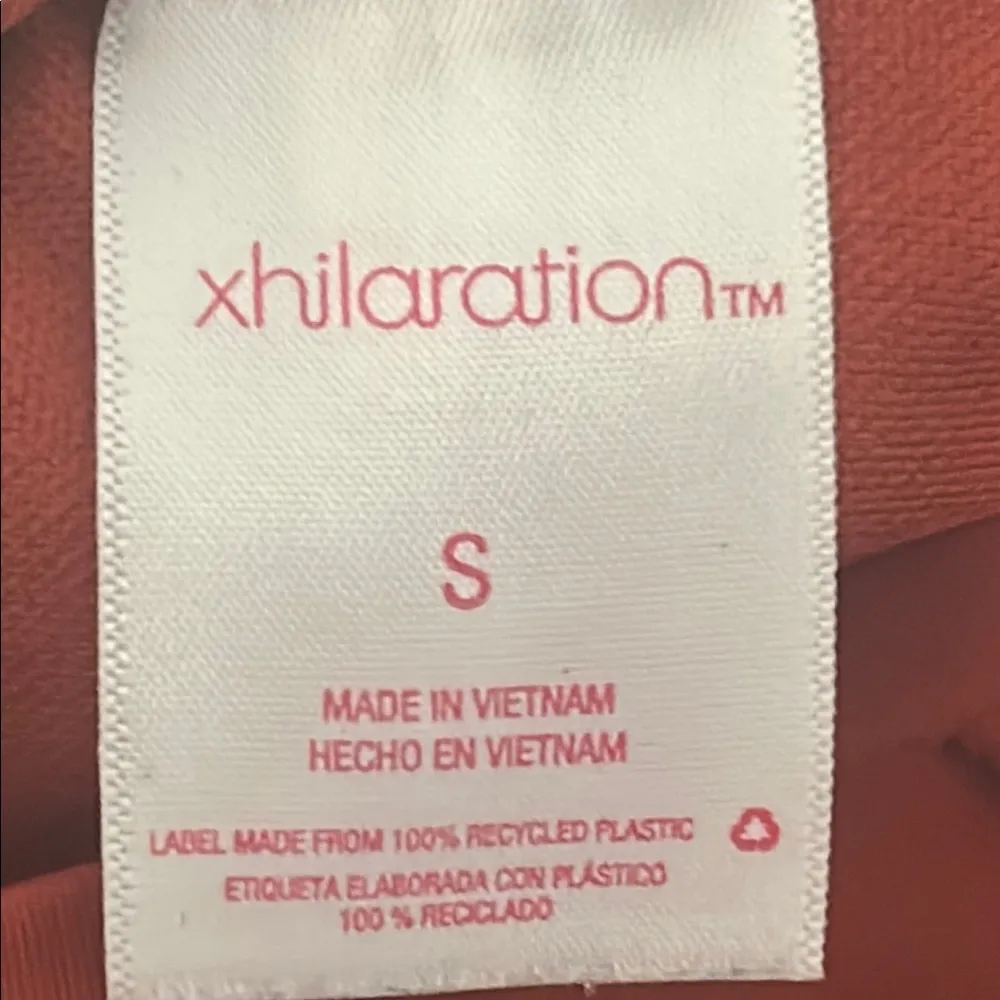 xhilaration™
S
MADE IN VIETNAM
HECHO EN VIETNAM
LABEL MADE FROM 100% RECYCLED PLASTIC
ETIQUETA ELABORADA CON PLÁSTICO
100 % RECICLADO